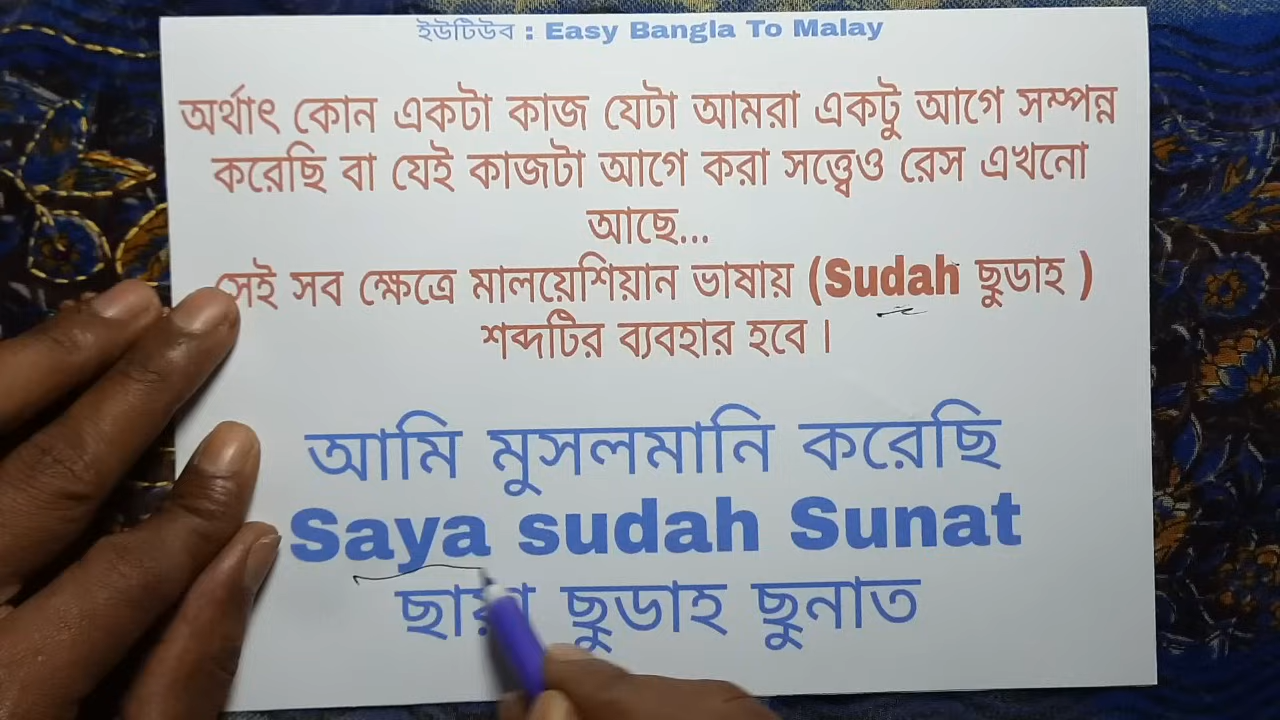 ইউটিউব : Easy Bangla To Malay
অর্থাৎ কোন একটা কাজ যেটা আমরা একটু আগে সম্পন্ন
করেছি বা যেই কাজটা আগে করা সত্ত্বেও রেস এখনো
আছে...
সেই সব ক্ষেত্রে মালয়েশিয়ান ভাষায় (Sudah ছুডাহ )
শব্দটির ব্যবহার হবে।
আমি মুসলমানি করেছি
Saya sudah Sunat
ছায়া ছুডাহ ছুনাত